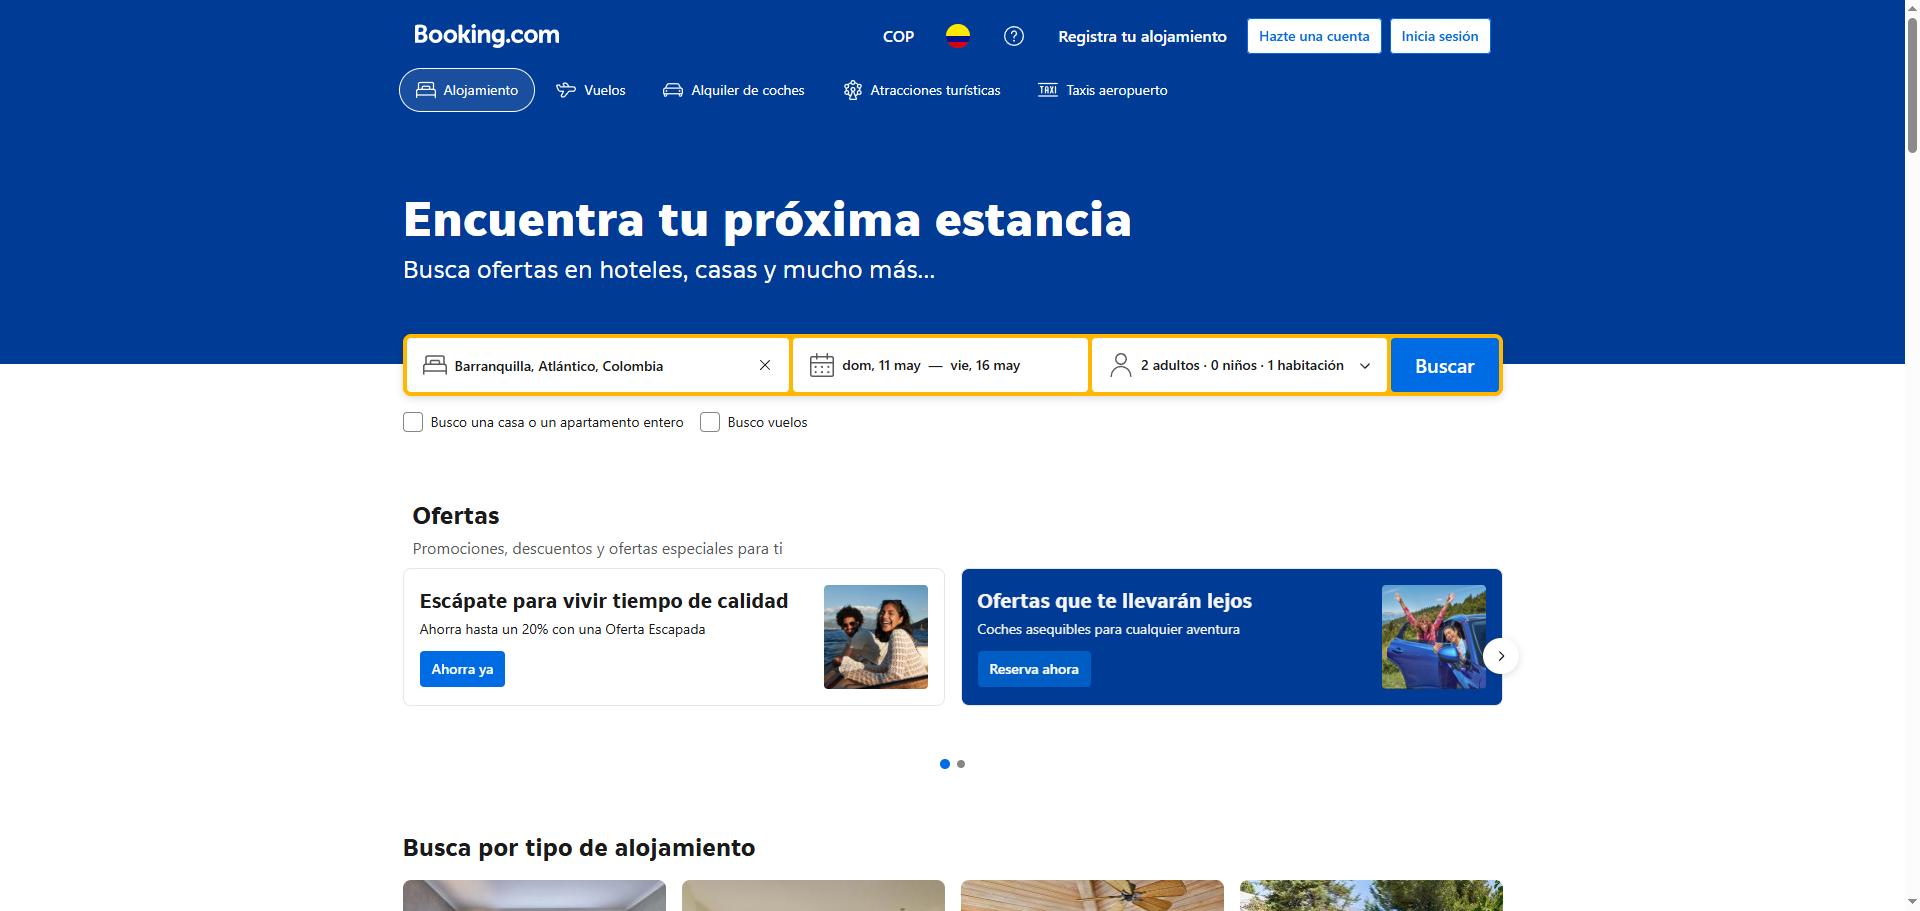 Booking.com
COP
Registra tu alojamiento
Hazte una cuenta
Inicia sesión
Alojamiento
Vuelos
Alquiler de coches
Atracciones turísticas
TAXI
Taxis aeropuerto
Encuentra tu próxima estancia
Busca ofertas en hoteles, casas y mucho más...
Barranquilla, Atlántico, Colombia
dom, 11 may — vie, 16 may
2 adultos · 0 niños · 1 habitación
Buscar
Busco una casa o un apartamento entero
Busco vuelos
Ofertas
Promociones, descuentos y ofertas especiales para ti
Escápate para vivir tiempo de calidad
Ahorra hasta un 20% con una Oferta Escapada
Ahorra ya
Ofertas que te llevarán lejos
Coches asequibles para cualquier aventura
Reserva ahora
Busca por tipo de alojamiento